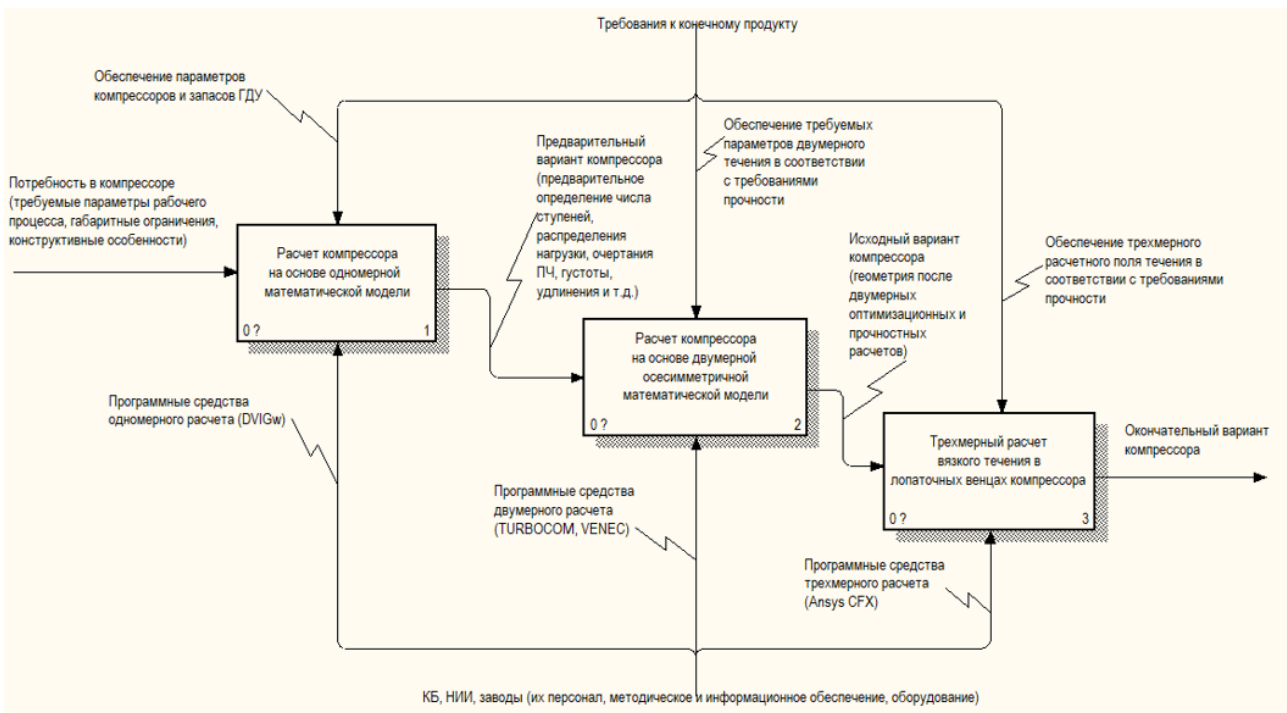 Требования к конечному продукту
Обеспечение параметров
компрессоров и запасов ГДУ
Потребность в компрессоре
(требуемые параметры рабочего
процесса, габаритные ограничения,
конструктивные особенности)
Расчет компрессора
на основе одномерной
математической модели
0 ?
1
Предварительный
вариант компрессора
(предварительное
определение числа
ступеней,
распределения
нагрузки, очертания
ПЧ, густоты,
удлинения и т.д.)
Обеспечение требуемых
параметров двумерного
течения в соответствии
с требованиями
прочности
Расчет компрессора
на основе двумерной
осесимметричной
математической модели
0 ?
2
Исходный вариант
компрессора
(геометрия после
двумерных
оптимизационных и
прочностных
расчетов)
Обеспечение трехмерного
расчетного поля течения в
соответствии с требованиями
прочности
Трехмерный расчет
вязкого течения в
лопаточных венцах компрессора
0 ?
3
Окончательный вариант
компрессора
Программные средства
одномерного расчета (DVIGw)
Программные средства
двумерного расчета
(TURBOCOM, VENEC)
Программные средства
трехмерного расчета
(Ansys CFX)
КБ, НИИ, заводы (их персонал, методическое и информационное обеспечение, оборудование)